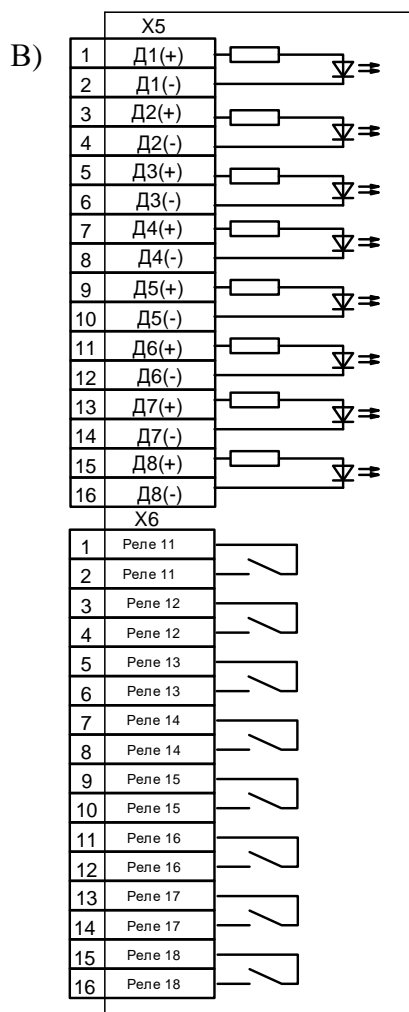 В)
X5
1 Д1(+)
2 Д1(-)
3 Д2(+)
4 Д2(-)
5 Д3(+)
6 Д3(-)
7 Д4(+)
8 Д4(-)
9 Д5(+)
10 Д5(-)
11 Д6(+)
12 Д6(-)
13 Д7(+)
14 Д7(-)
15 Д8(+)
16 Д8(-)
X6
1 Реле 11
2 Реле 11
3 Реле 12
4 Реле 12
5 Реле 13
6 Реле 13
7 Реле 14
8 Реле 14
9 Реле 15
10 Реле 15
11 Реле 16
12 Реле 16
13 Реле 17
14 Реле 17
15 Реле 18
16 Реле 18